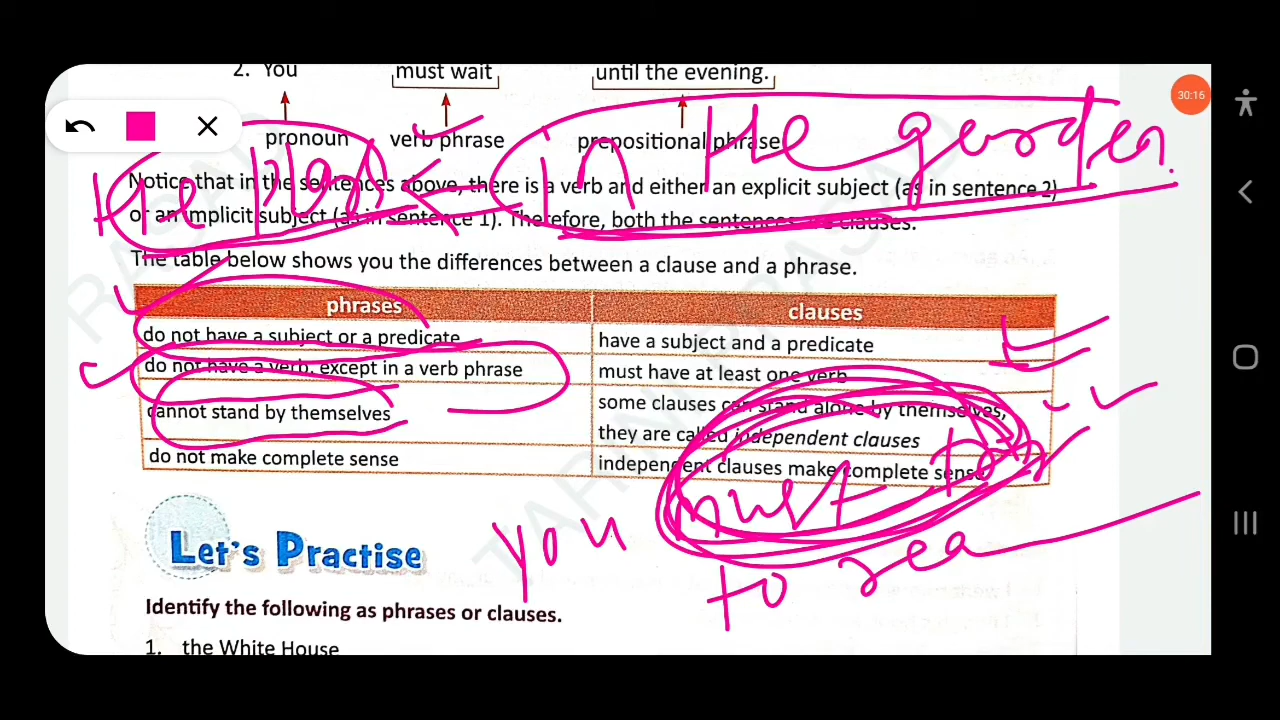 2. You must wait until the evening.
pronoun verb phrase prepositional phrase
30:16
the plants in the garden.
Notice that in the sentences above, there is a verb and either an explicit subject (as in sentence 2)
or an implicit subject (as in sentence 1). Therefore, both the sentences are clauses.
The table below shows you the differences between a clause and a phrase.
phrases clauses
do not have a subject or a predicate have a subject and a predicate
do not have a verb, except in a verb phrase must have at least one verb
cannot stand by themselves some clauses can stand alone by themselves,
they are called independent clauses
do not make complete sense independent clauses make complete sense
you must
to rea
Let's Practise
Identify the following as phrases or clauses.
1. the White House